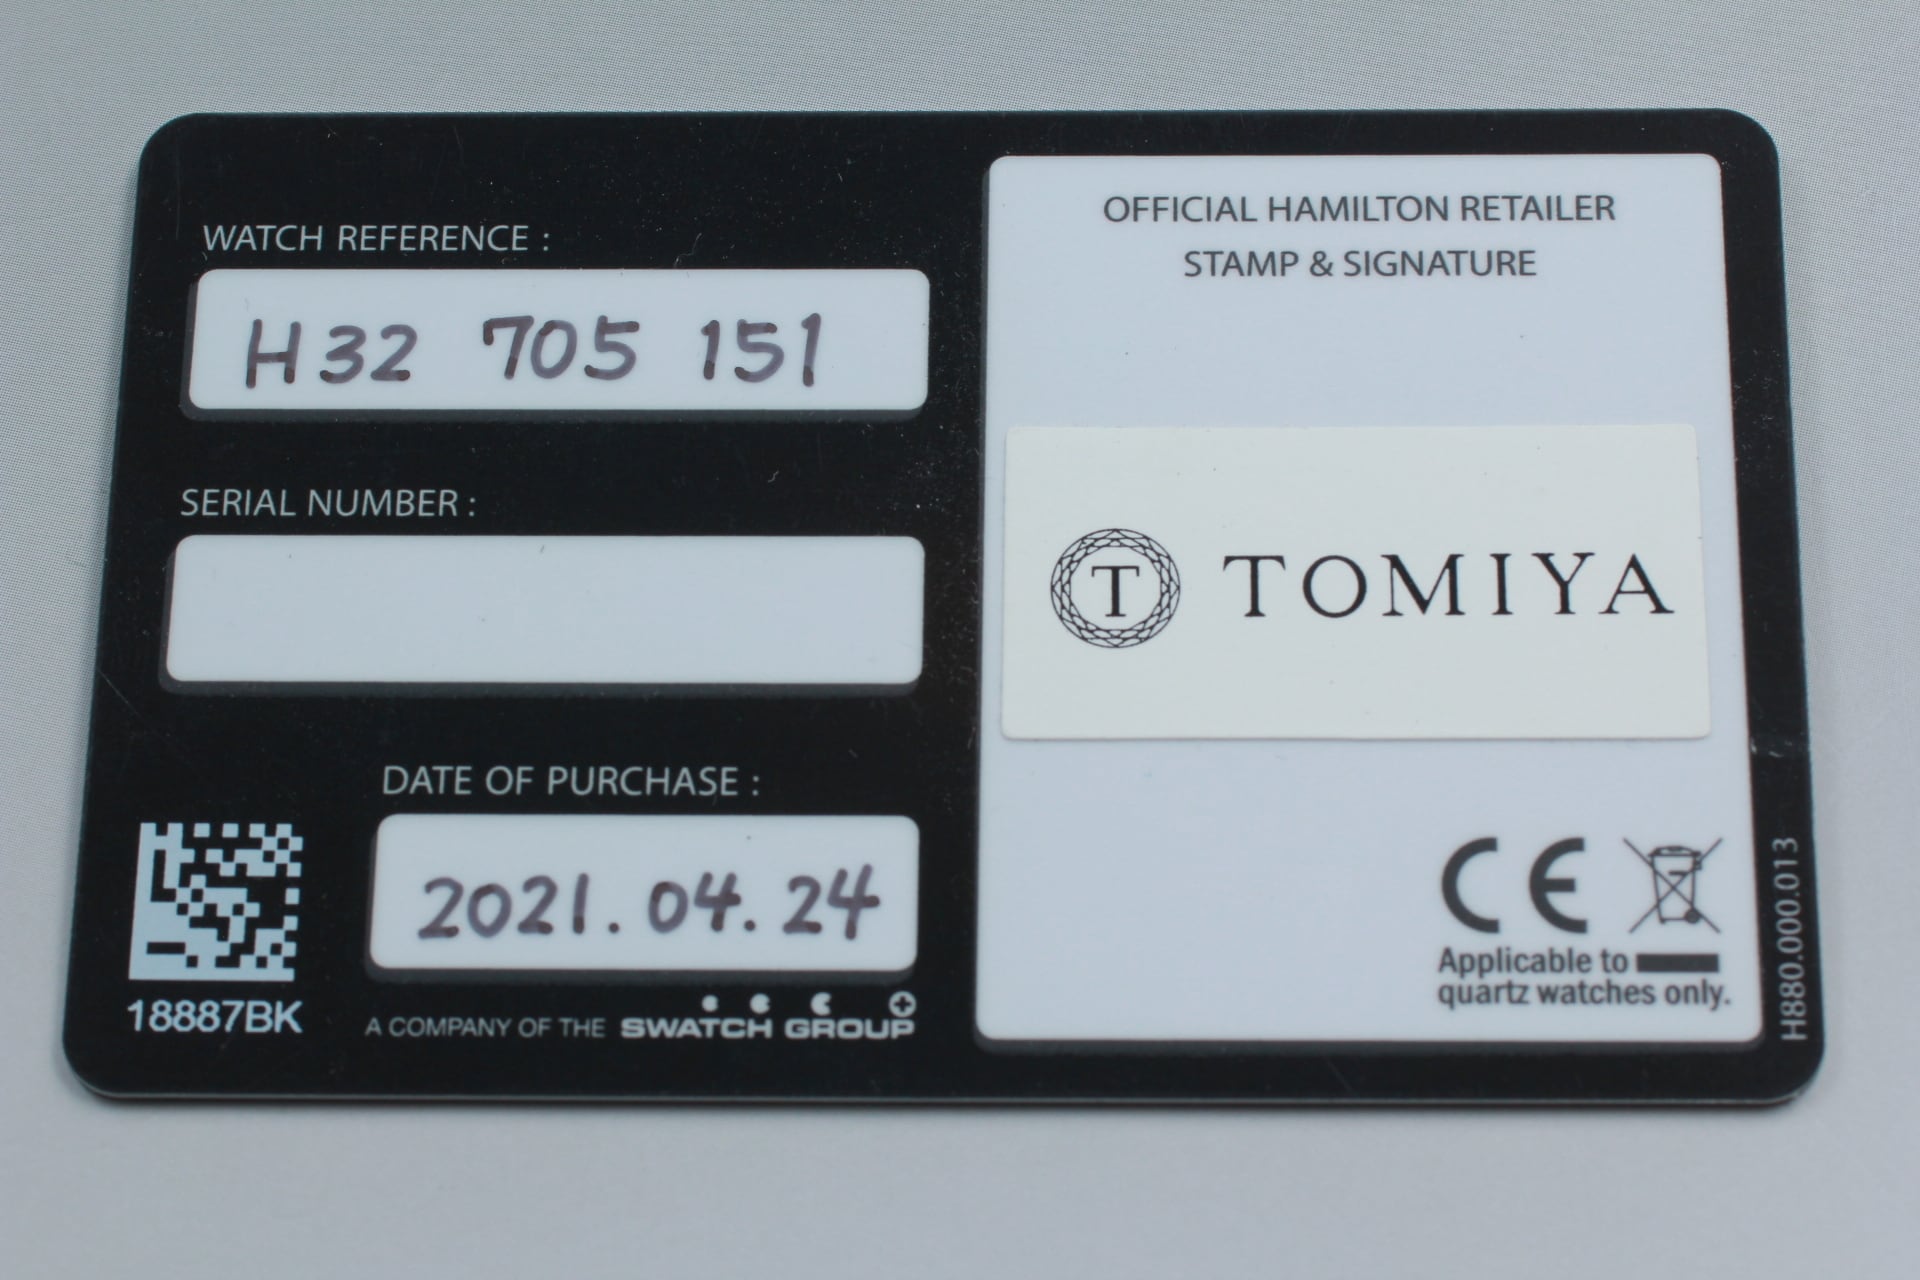 WATCH REFERENCE :
H32 705 151
SERIAL NUMBER :
DATE OF PURCHASE :
2021.04.24
18887BK
A COMPANY OF THE SWATCH GROUP
OFFICIAL HAMILTON RETAILER
STAMP & SIGNATURE
T TOMIYA
CE
Applicable to
quartz watches only.
H880.000.013